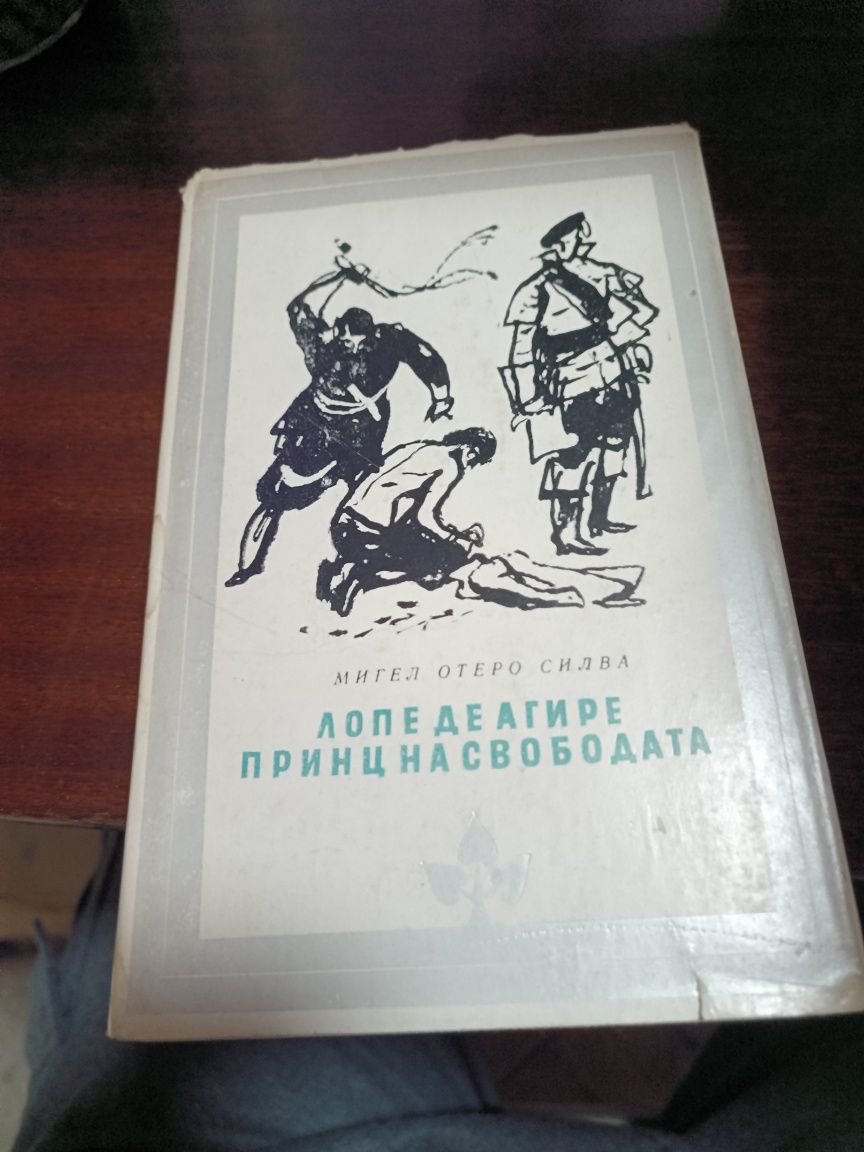 МИГЕЛ ОТЕРО СИЛВА
ЛОПЕ ДЕ АГИРЕ
ПРИНЦ НА СВОБОДАТА